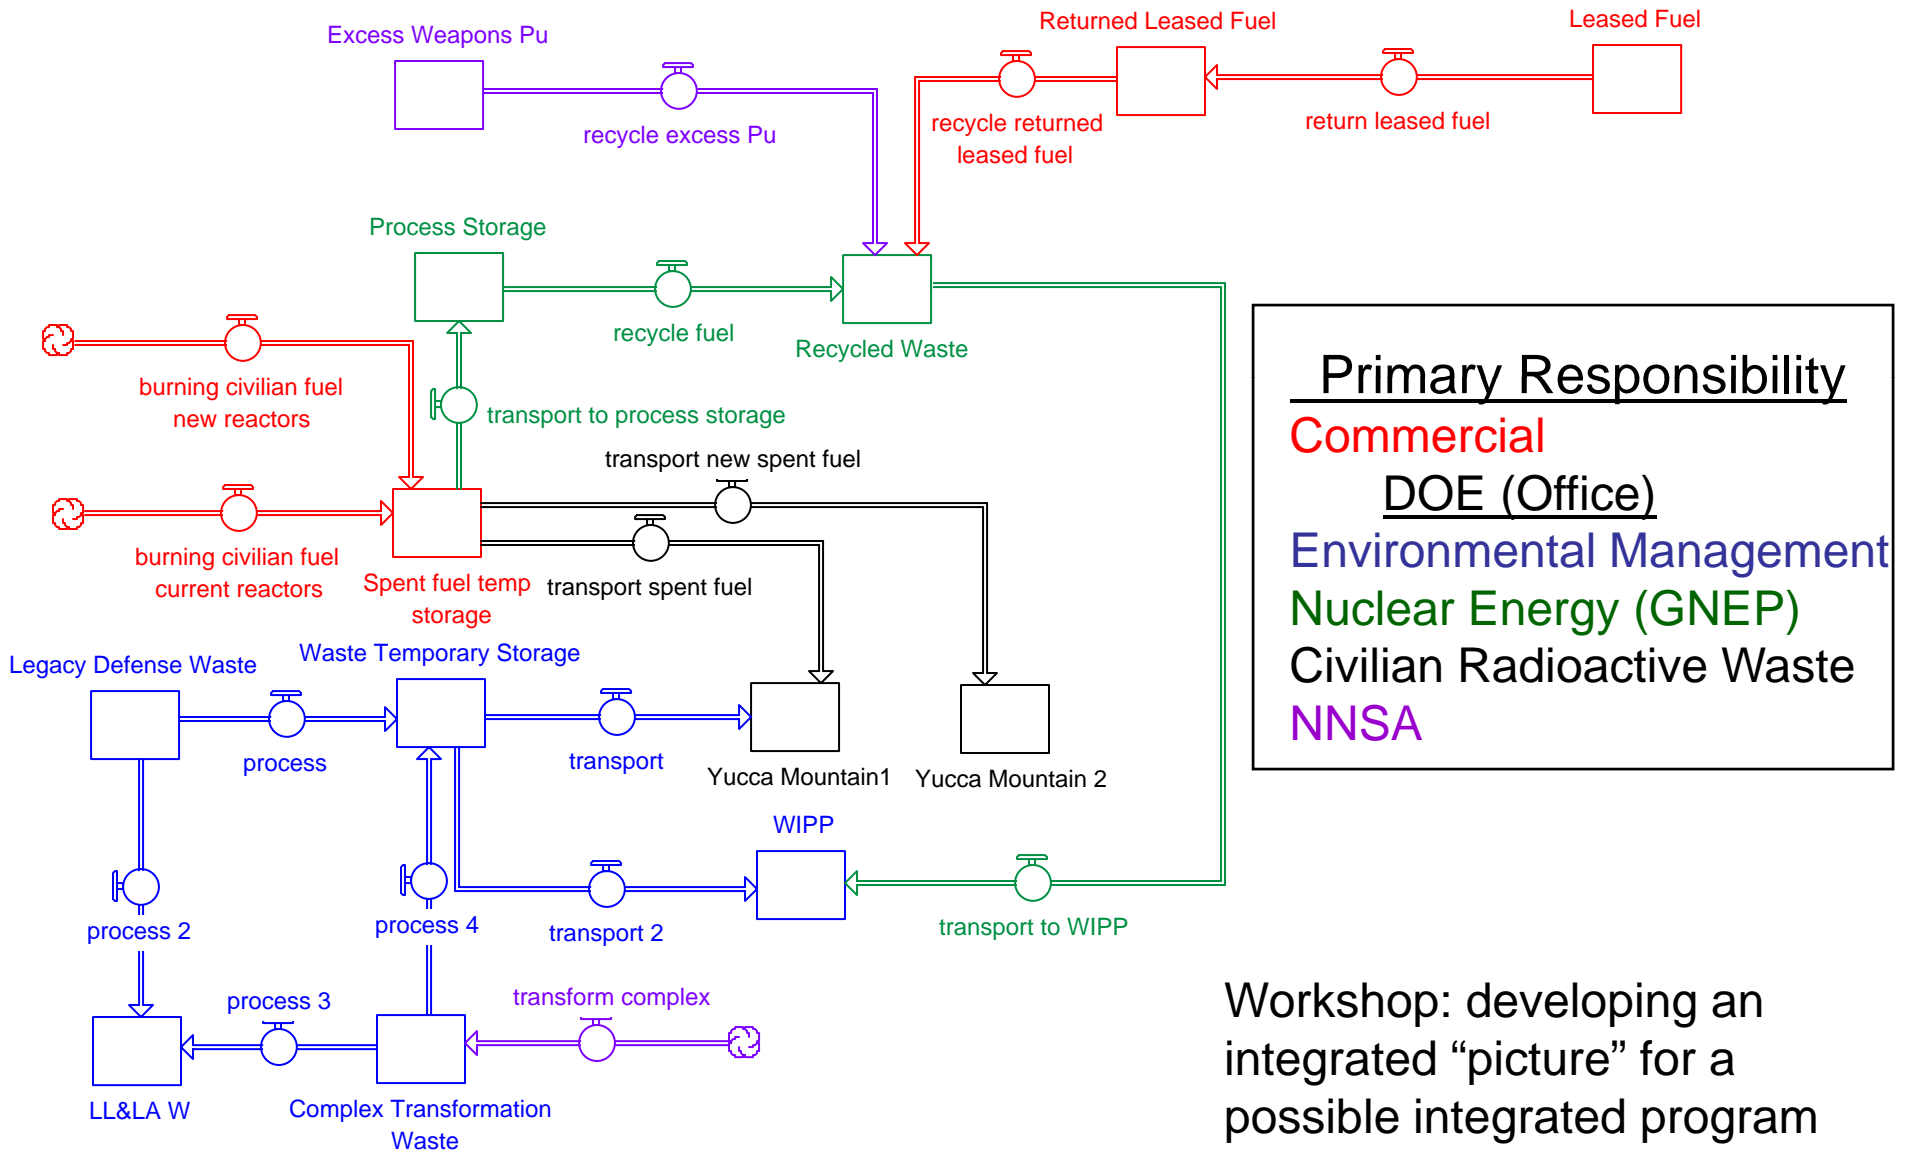 Excess Weapons Pu
Returned Leased Fuel
Leased Fuel
recycle excess Pu
recycle returned
leased fuel
return leased fuel
Process Storage
recycle fuel
Recycled Waste
burning civilian fuel
new reactors
transport to process storage
transport new spent fuel
burning civilian fuel
current reactors
Spent fuel temp
storage
transport spent fuel
Primary Responsibility
Commercial
DOE (Office)
Environmental Management
Nuclear Energy (GNEP)
Civilian Radioactive Waste
NNSA
Legacy Defense Waste
Waste Temporary Storage
process
transport
Yucca Mountain1
Yucca Mountain 2
WIPP
process 2
process 4
transport 2
transport to WIPP
process 3
transform complex
LL&LA W
Complex Transformation
Waste
Workshop: developing an
integrated “picture” for a
possible integrated program